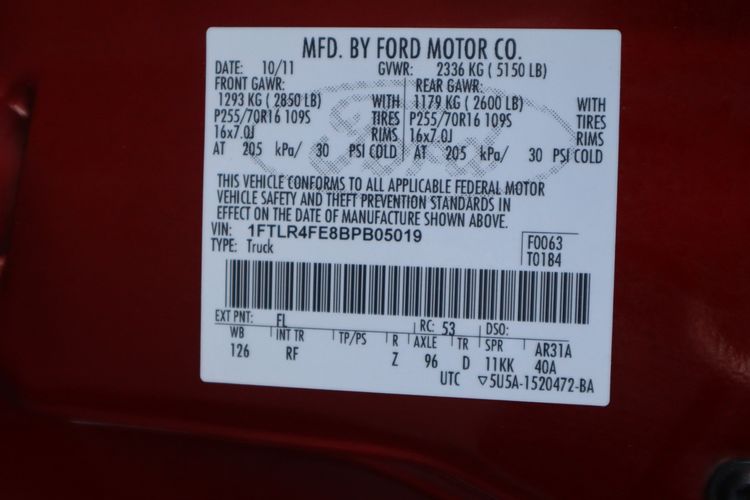 MFD. BY FORD MOTOR CO.
DATE: 10/11 GVWR: 2336 KG ( 5150 LB)
FRONT GAWR: REAR GAWR:
1293 KG ( 2850 LB) WITH 1179 KG ( 2600 LB) WITH
P255/70R16 109S TIRES P255/70R16 109S TIRES
16x7.0J RIMS 16x7.0J RIMS
AT 205 kPa/ 30 PSI COLD AT 205 kPa/ 30 PSI COLD
Ford
THIS VEHICLE CONFORMS TO ALL APPLICABLE FEDERAL MOTOR
VEHICLE SAFETY AND THEFT PREVENTION STANDARDS IN
EFFECT ON THE DATE OF MANUFACTURE SHOWN ABOVE.
VIN: 1FTLR4FE8BPB05019 F0063
TYPE: Truck T0184
EXT PNT: FL RC: 53 DSO:
WB INT TR TP/PS R AXLE TR SPR AR31A
126 RF Z 96 D 11KK 40A
UTC ▽5U5A-1520472-BA